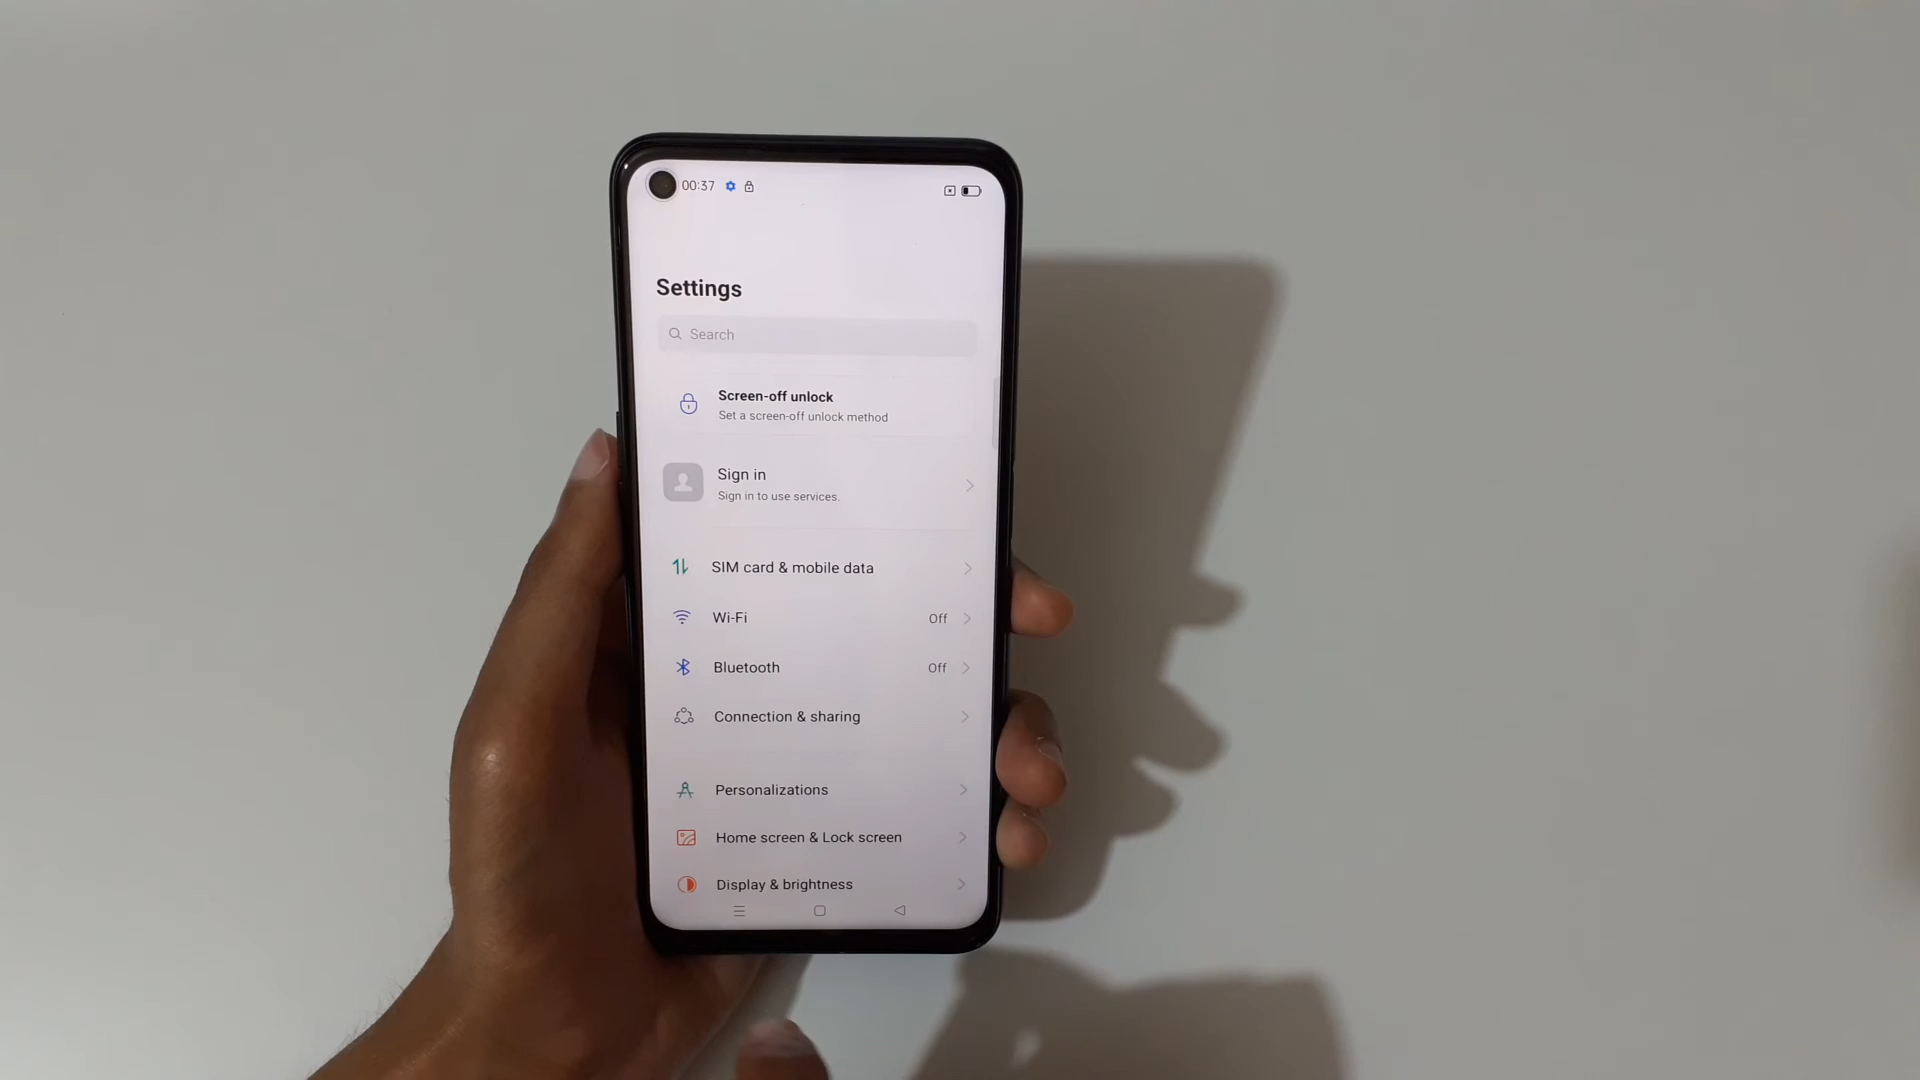 00:37
Settings
Search
Screen-off unlock
Set a screen-off unlock method
Sign in
Sign in to use services.
SIM card & mobile data
Wi-Fi Off
Bluetooth Off
Connection & sharing
Personalizations
Home screen & Lock screen
Display & brightness